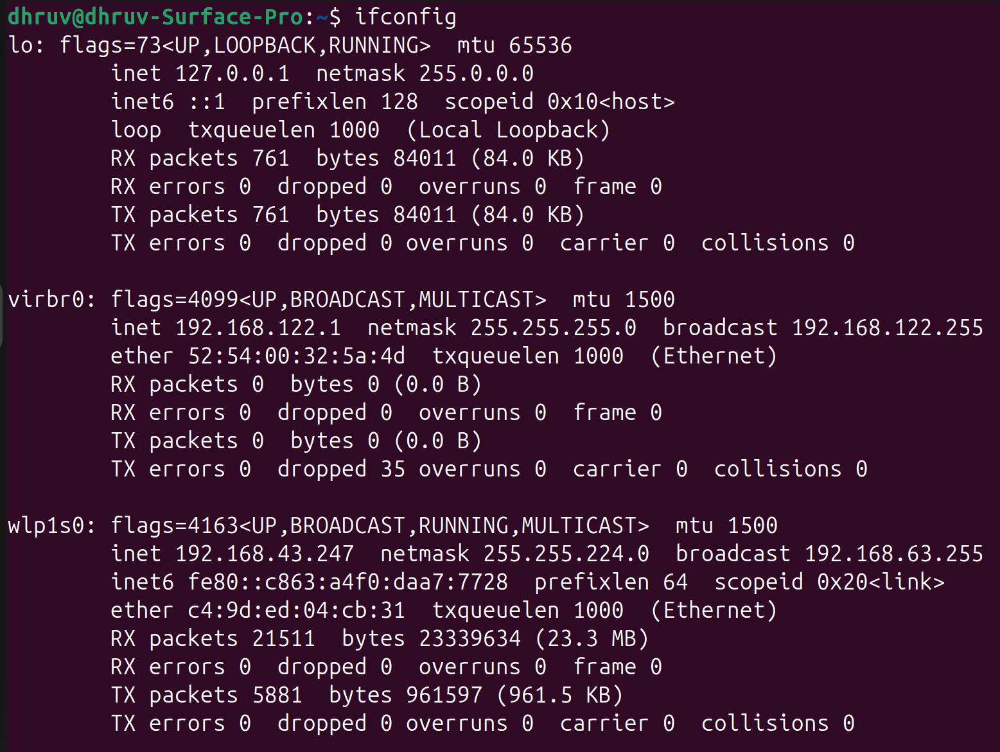 dhruv@dhruv-Surface-Pro:~$ ifconfig
lo: flags=73<UP,LOOPBACK,RUNNING>  mtu 65536
        inet 127.0.0.1  netmask 255.0.0.0
        inet6 ::1  prefixlen 128  scopeid 0x10<host>
        loop  txqueuelen 1000  (Local Loopback)
        RX packets 761  bytes 84011 (84.0 KB)
        RX errors 0  dropped 0  overruns 0  frame 0
        TX packets 761  bytes 84011 (84.0 KB)
        TX errors 0  dropped 0 overruns 0  carrier 0  collisions 0

virbr0: flags=4099<UP,BROADCAST,MULTICAST>  mtu 1500
        inet 192.168.122.1  netmask 255.255.255.0  broadcast 192.168.122.255
        ether 52:54:00:32:5a:4d  txqueuelen 1000  (Ethernet)
        RX packets 0  bytes 0 (0.0 B)
        RX errors 0  dropped 0  overruns 0  frame 0
        TX packets 0  bytes 0 (0.0 B)
        TX errors 0  dropped 35 overruns 0  carrier 0  collisions 0

wlp1s0: flags=4163<UP,BROADCAST,RUNNING,MULTICAST>  mtu 1500
        inet 192.168.43.247  netmask 255.255.224.0  broadcast 192.168.63.255
        inet6 fe80::c863:a4f0:daa7:7728  prefixlen 64  scopeid 0x20<link>
        ether c4:9d:ed:04:cb:31  txqueuelen 1000  (Ethernet)
        RX packets 21511  bytes 23339634 (23.3 MB)
        RX errors 0  dropped 0  overruns 0  frame 0
        TX packets 5881  bytes 961597 (961.5 KB)
        TX errors 0  dropped 0 overruns 0  carrier 0  collisions 0